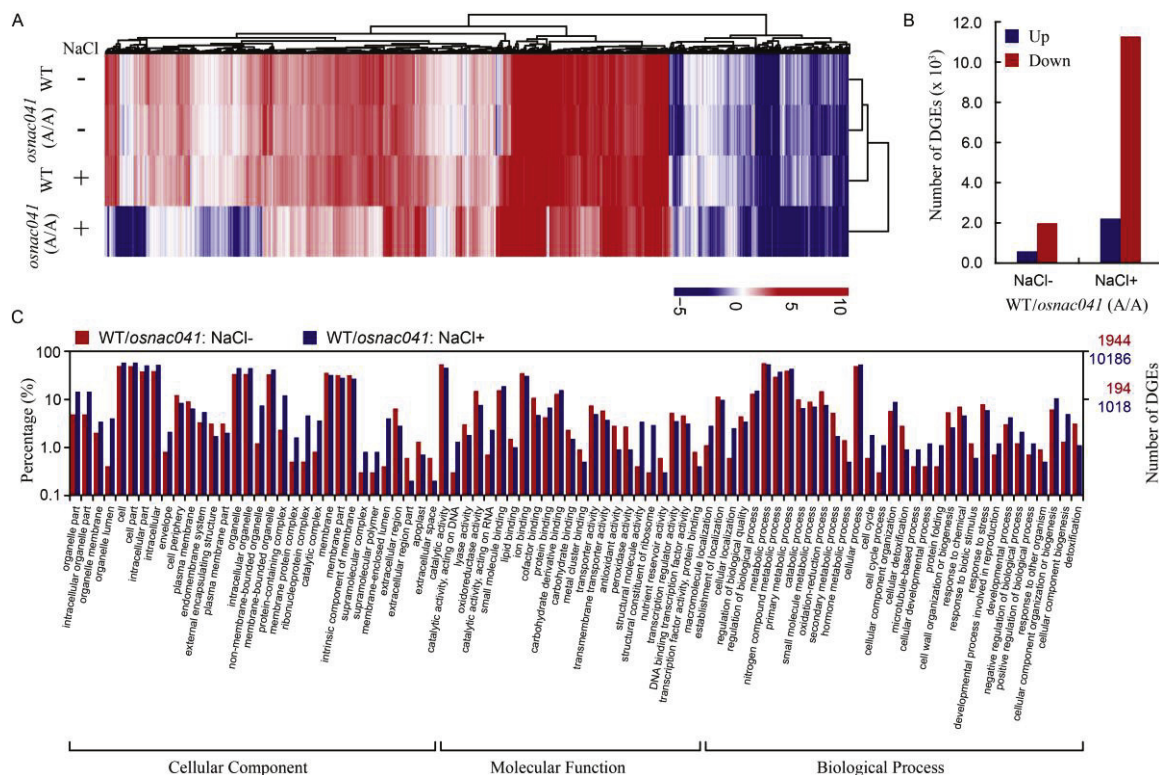 A
NaCl
WT
-
osnac041
(A/A)
-
WT
+
osnac041
(A/A)
+
-5
0
5
10
B
Number of DGEs (x 10³)
12.0
10.0
8.0
6.0
4.0
2.0
0.0
Up
Down
NaCl-
NaCl+
WT/osnac041 (A/A)
C
WT/osnac041: NaCl-
WT/osnac041: NaCl+
Percentage (%)
100
10
1.0
0.1
1944
10186
194
1018
Number of DGEs
organelle part
intracellular organelle part
organelle membrane
organelle lumen
cell
cell part
intracellular part
intracellular
envelope
cell periphery
plasma membrane
endomembrane system
external encapsulating structure
plasma membrane part
organelle
intracellular organelle
membrane-bounded organelle
non-membrane-bounded organelle
protein-containing complex
membrane protein complex
ribonucleoprotein complex
catalytic complex
membrane
membrane part
intrinsic component of membrane
supramolecular complex
supramolecular polymer
membrane-enclosed lumen
extracellular region
extracellular region part
apoplast
extracellular space
catalytic activity
catalytic activity, acting on DNA
lyase activity
oxidoreductase activity
catalytic activity, acting on RNA
small molecule binding
lipid binding
cofactor binding
protein binding
carbohydrate derivative binding
carbohydrate binding
metal cluster binding
transporter activity
transmembrane transporter activity
antioxidant activity
peroxidase activity
structural molecule activity
structural constituent of ribosome
nutrient reservoir activity
transcription regulator activity
DNA binding transcription factor activity
transcription factor activity, protein binding
macromolecule localization
establishment of localization
cellular localization
regulation of biological quality
regulation of biological process
metabolic process
nitrogen compound metabolic process
primary metabolic process
catabolic process
small molecule metabolic process
oxidation-reduction process
secondary metabolic process
hormone metabolic process
cellular process
cell cycle
cell cycle process
cellular component organization
cellular detoxification
microtubule-based process
cellular developmental process
protein folding
cell wall organization or biogenesis
response to chemical
response to biotic stimulus
response to stress
developmental process involved in reproduction
developmental process
negative regulation of biological process
positive regulation of biological process
response to other organism
cellular component organization or biogenesis
cellular component biogenesis
detoxification
Cellular Component
Molecular Function
Biological Process